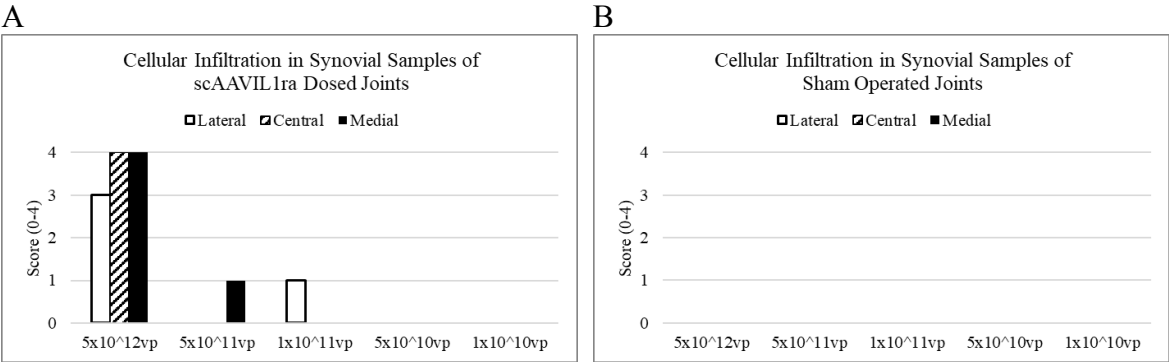 A
Cellular Infiltration in Synovial Samples of
scAAVIL1ra Dosed Joints
Lateral Central Medial
Score (0-4)
4
3
2
1
0
5x10^12vp 5x10^11vp 1x10^11vp 5x10^10vp 1x10^10vp
B
Cellular Infiltration in Synovial Samples of
Sham Operated Joints
Lateral Central Medial
Score (0-4)
4
3
2
1
0
5x10^12vp 5x10^11vp 1x10^11vp 5x10^10vp 1x10^10vp